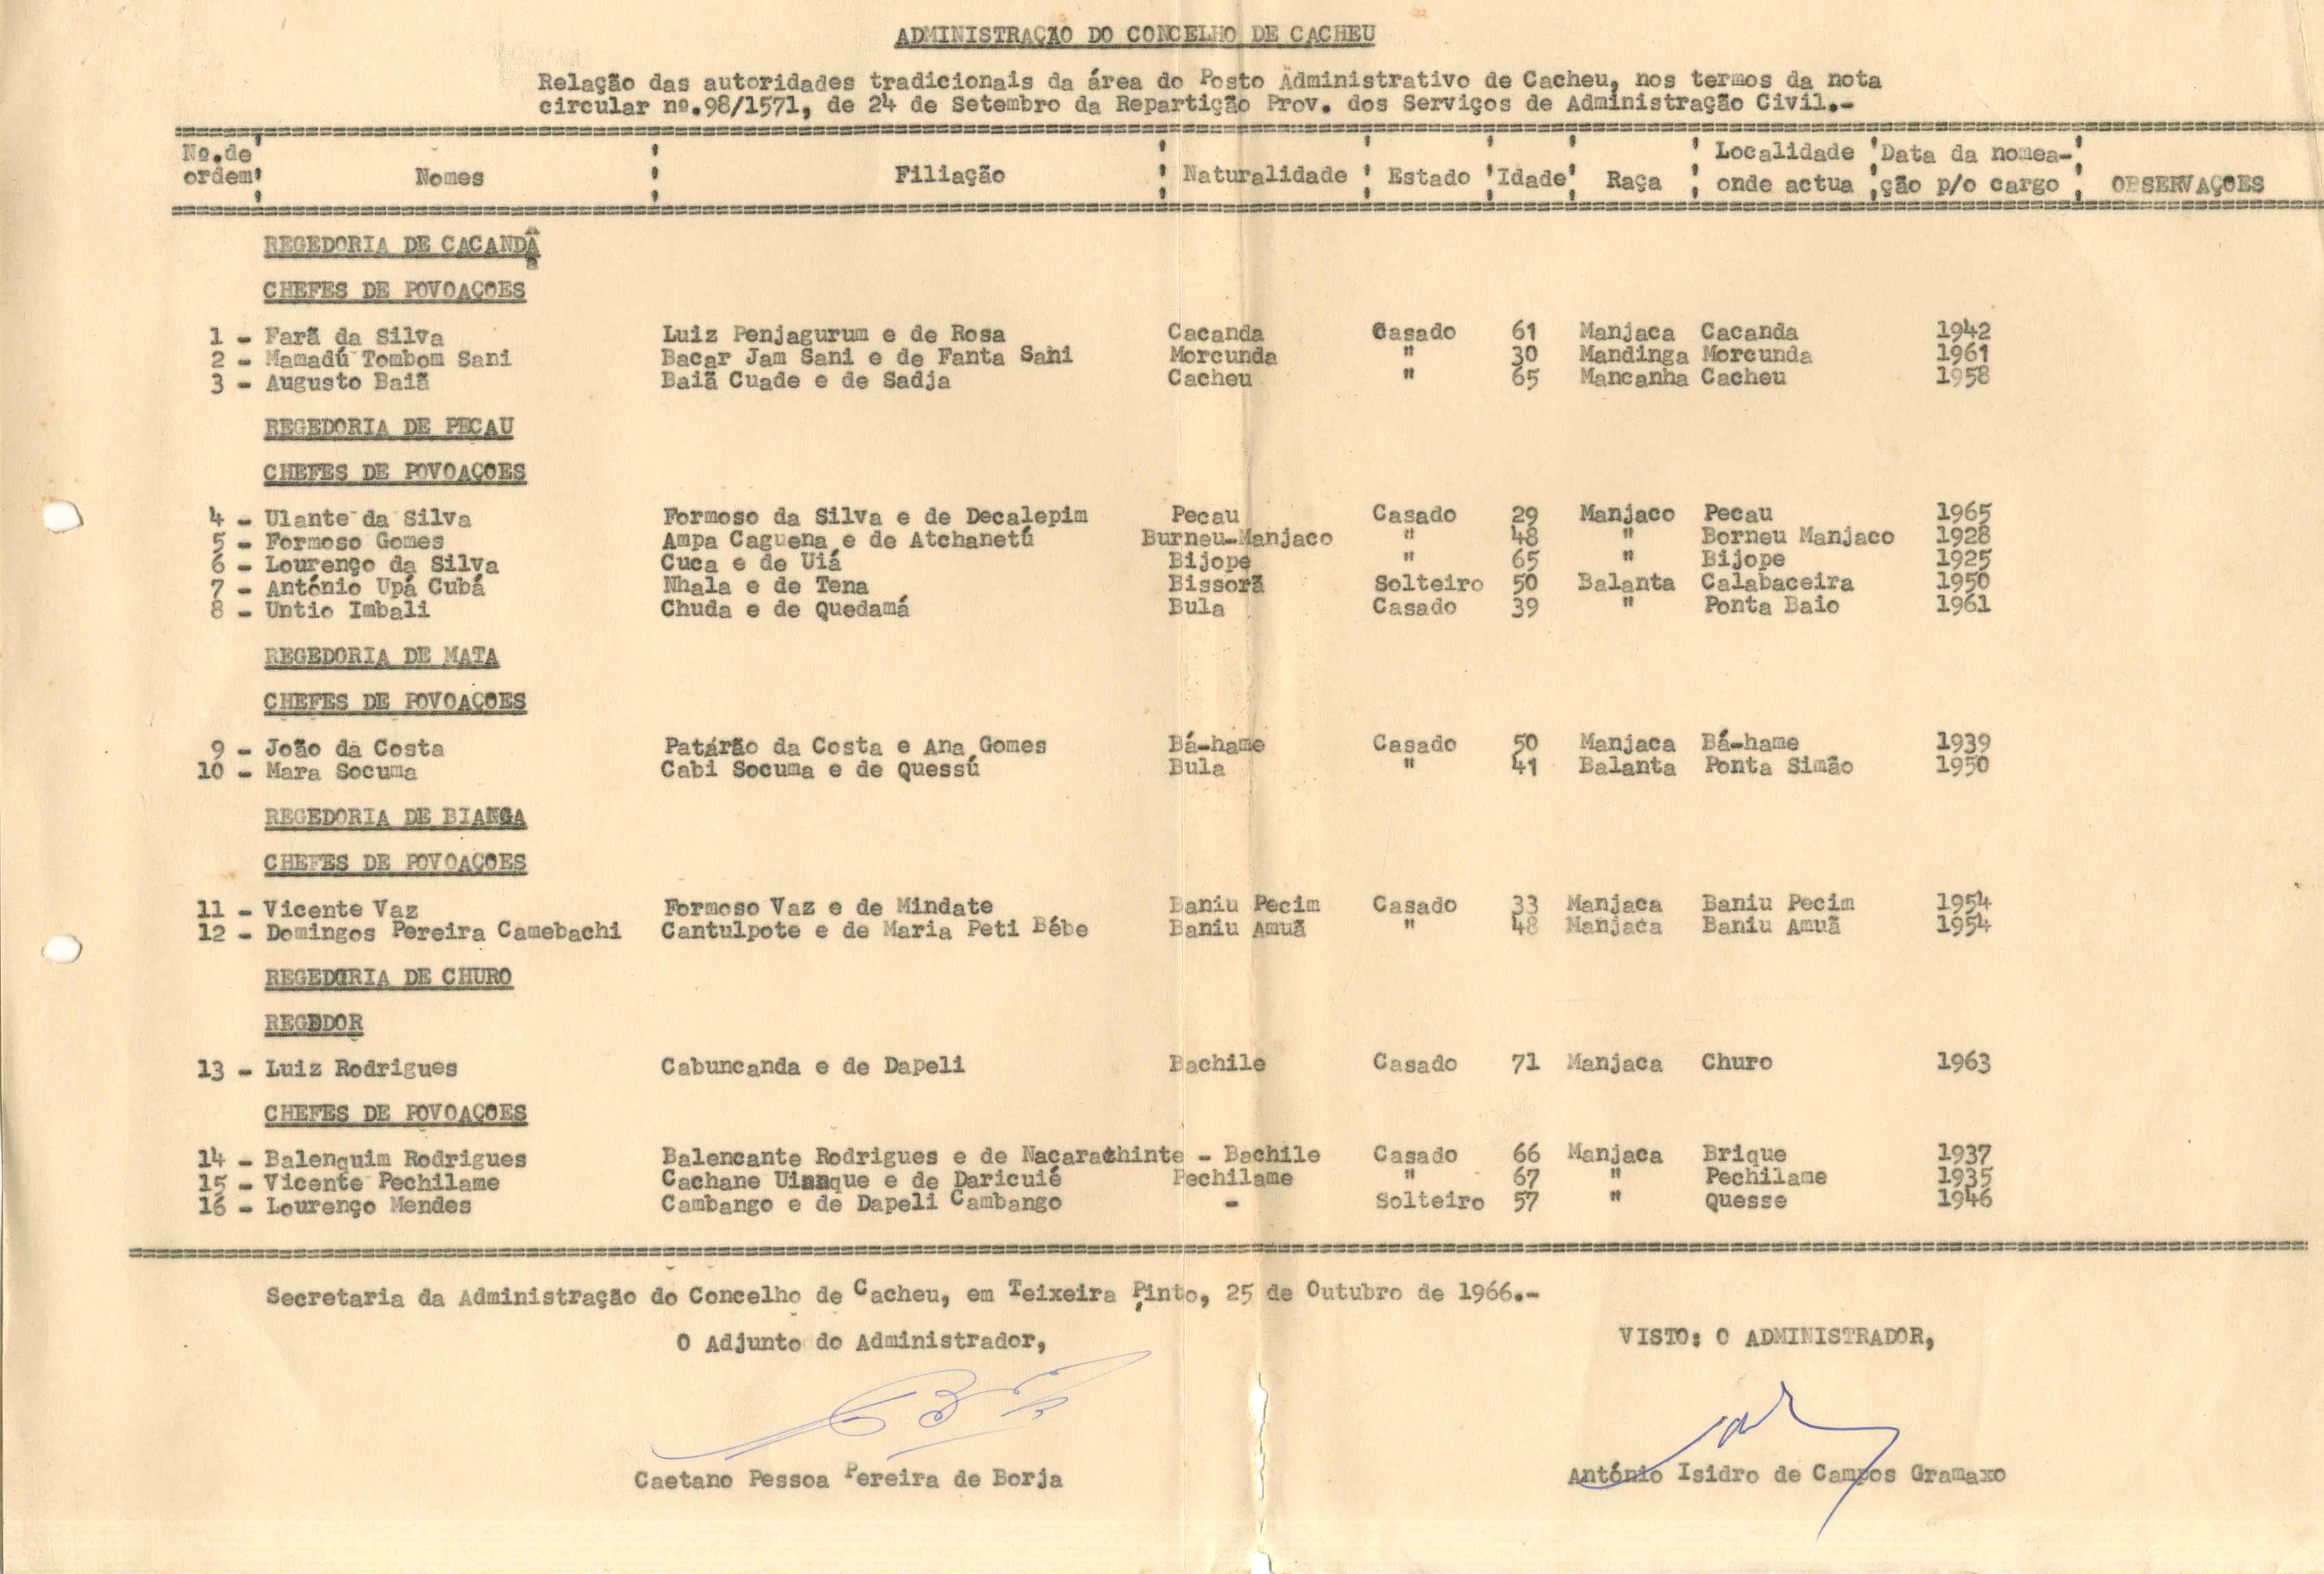 ADMINISTRAÇÃO DO CONCELHO DE CACHEU
Relação das autoridades tradicionais da área do Posto Administrativo de Cacheu, nos termos da nota
circular nº.98/1571, de 24 de Setembro da Repartição Prov. dos Serviços de Administração Civil.-
Nº.de ordem ' Nomes ' Filiação ' Naturalidade ' Estado ' Idade ' Raça ' Localidade onde actua ' Data da nomea-ção p/o cargo ' OBSERVAÇOES
REGEDORIA DE CACANDÂ
CHEFES DE POVOAÇOES
1 - Farã da Silva Luiz Penjagurum e de Rosa Cacanda Casado 61 Manjaca Cacanda 1942
2 - Mamadú Tombom Sani Bacar Jam Sani e de Fanta Sahi Morcunda " 30 Mandinga Morcunda 1961
3 - Augusto Baiã Baiã Cuade e de Sadja Cacheu " 65 Mancanha Cacheu 1958
REGEDORIA DE PECAU
CHEFES DE POVOAÇOES
4 - Ulante da Silva Formoso da Silva e de Decalepim Pecau Casado 29 Manjaco Pecau 1965
5 - Formoso Gomes Ampa Caguena e de Atchanetú Burneu-Manjaco " 48 " Borneu Manjaco 1928
6 - Lourenço da Silva Cuca e de Uiá Bijope " 65 " Bijope 1925
7 - António Upá Cubá Nhala e de Tena Bissorã Solteiro 50 Balanta Calabaceira 1950
8 - Untio Imbali Chuda e de Quedamá Bula Casado 39 " Ponta Baio 1961
REGEDORIA DE MATA
CHEFES DE POVOAÇOES
9 - João da Costa Patárão da Costa e Ana Gomes Bá-hame Casado 50 Manjaca Bá-hame 1939
10 - Mara Socuma Cabi Socuma e de Quessú Bula " 41 Balanta Ponta Simão 1950
REGEDORIA DE BIANGA
CHEFES DE POVOAÇOES
11 - Vicente Vaz Formoso Vaz e de Mindate Baniu Pecim Casado 33 Manjaca Baniu Pecim 1954
12 - Domingos Pereira Camebachi Cantulpote e de Maria Peti Bébe Baniu Amuã " 48 Manjaca Baniu Amuã 1954
REGEDORIA DE CHURO
REGEDOR
13 - Luiz Rodrigues Cabuncanda e de Dapeli Bachile Casado 71 Manjaca Churo 1963
CHEFES DE POVOAÇOES
14 - Balenquim Rodrigues Balencante Rodrigues e de Nacarathinte - Bachile Casado 66 Manjaca Brique 1937
15 - Vicente Pechilame Cachane Uianque e de Daricuié Pechilame " 67 " Pechilame 1935
16 - Lourenço Mendes Cambango e de Dapeli Cambango - Solteiro 57 " Quesse 1946
Secretaria da Administração do Concelho de Cacheu, em Teixeira Pinto, 25 de Outubro de 1966.-
O Adjunto do Administrador,
VISTO: O ADMINISTRADOR,
Caetano Pessoa Pereira de Borja
António Isidro de Campos Gramaxo